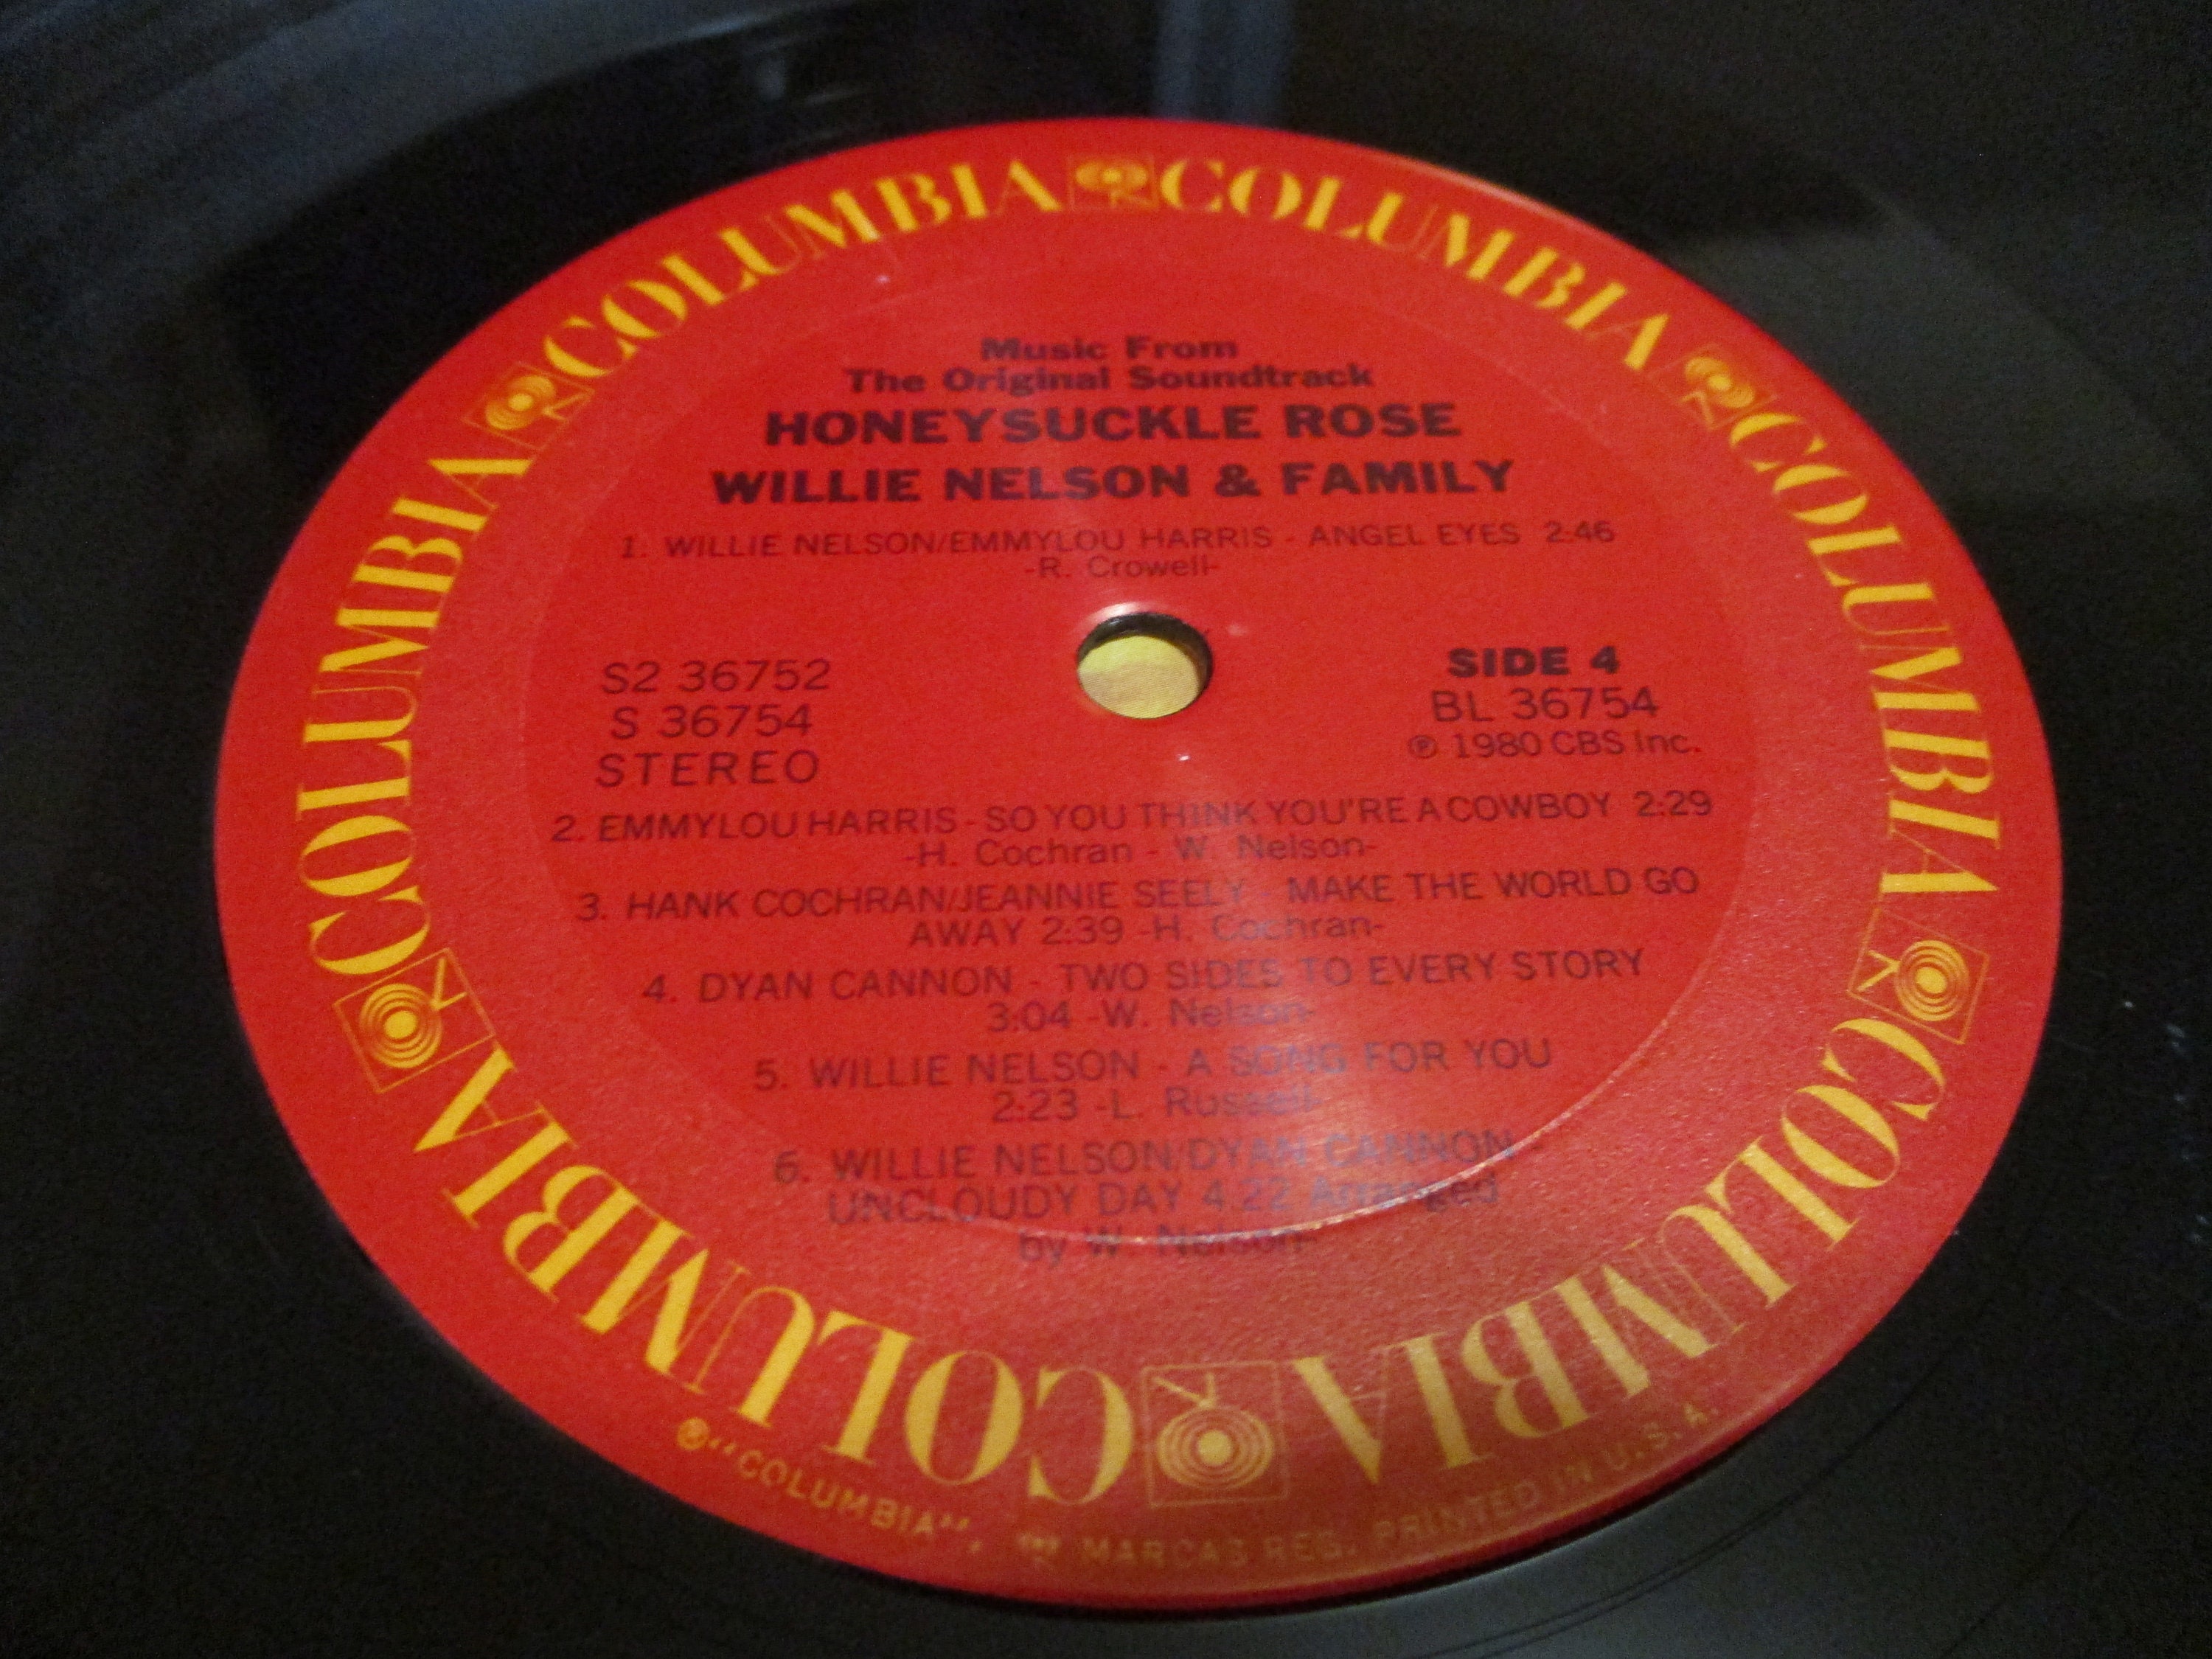 COLUMBIA COLUMBIA COLUMBIA COLUMBIA COLUMBIA COLUMBIA
Music From
The Original Soundtrack
HONEYSUCKLE ROSE
WILLIE NELSON & FAMILY
1. WILLIE NELSON/EMMYLOU HARRIS - ANGEL EYES 2:46
-R. Crowell-
S2 36752
S 36754
STEREO
SIDE 4
BL 36754
℗ 1980 CBS Inc.
2. EMMYLOU HARRIS - SO YOU THINK YOU'RE A COWBOY 2:29
-H. Cochran - W. Nelson-
3. HANK COCHRAN/JEANNIE SEELY - MAKE THE WORLD GO
AWAY 2:39 -H. Cochran-
4. DYAN CANNON - TWO SIDES TO EVERY STORY
3:04 -W. Nelson-
5. WILLIE NELSON - A SONG FOR YOU
2:23 -L. Russell-
6. WILLIE NELSON/DYAN CANNON -
UNCLOUDY DAY 4:22 Arranged
by W. Nelson-
® "COLUMBIA", MARCAS REG. PRINTED IN U.S.A.